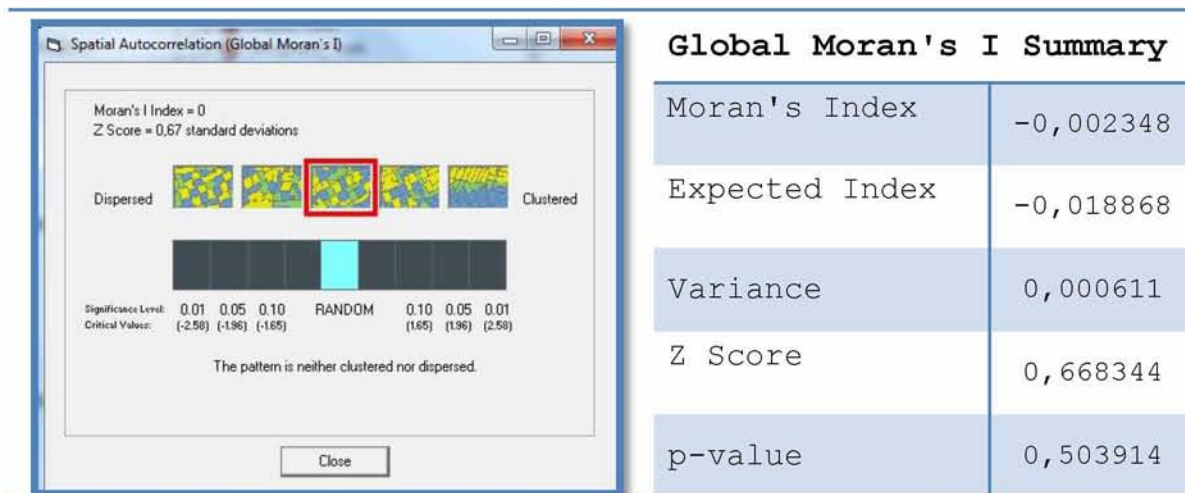 Spatial Autocorrelation (Global Moran's I)
Moran's I Index = 0
Z Score = 0,67 standard deviations
Dispersed
Clustered
Significance Level: 0.01 0.05 0.10 RANDOM 0.10 0.05 0.01
Critical Values: (-2.58) (-1.96) (-1.65) (1.65) (1.96) (2.58)
The pattern is neither clustered nor dispersed.
Close
Global Moran's I Summary
Moran's Index -0,002348
Expected Index -0,018868
Variance 0,000611
Z Score 0,668344
p-value 0,503914